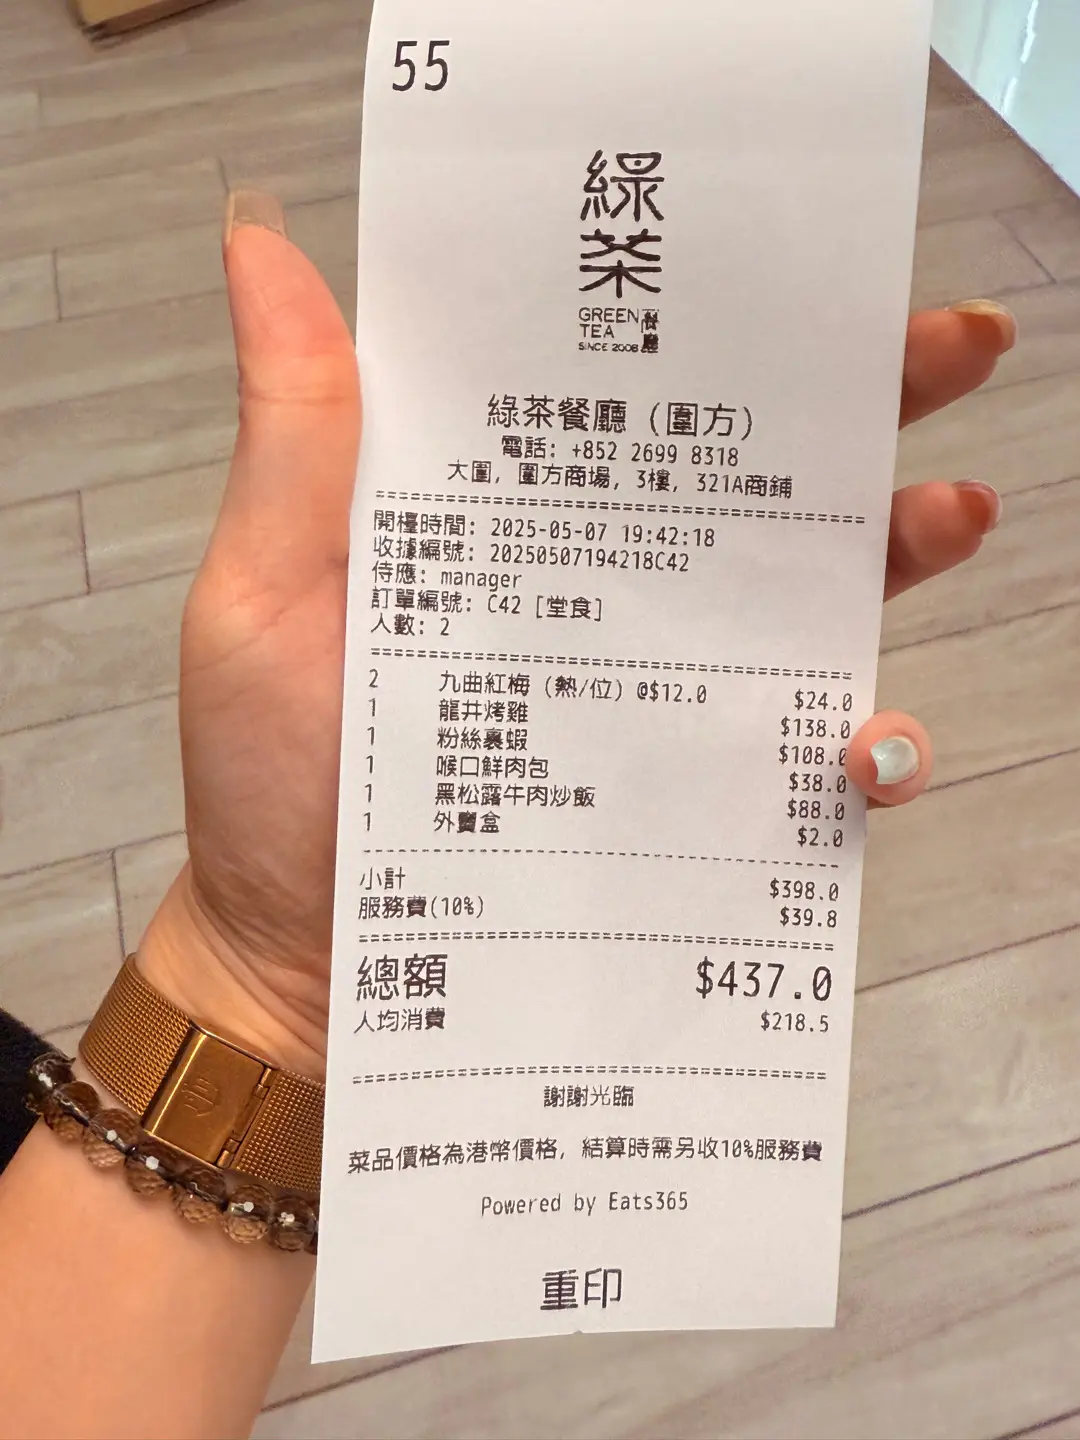 55
綠
茶
GREEN
TEA
餐廳
SINCE 2008
綠茶餐廳 (圍方)
電話: +852 2699 8318
大圍, 圍方商場, 3樓, 321A商鋪
開檯時間: 2025-05-07 19:42:18
收據編號: 20250507194218C42
侍應: manager
訂單編號: C42 [堂食]
人數: 2
2 九曲紅梅 (熱/位) @$12.0 $24.0
1 龍井烤雞 $138.0
1 粉絲裹蝦 $108.0
1 喉口鮮肉包 $38.0
1 黑松露牛肉炒飯 $88.0
1 外賣盒 $2.0
小計 $398.0
服務費(10%) $39.8
總額 $437.0
人均消費 $218.5
謝謝光臨
菜品價格為港幣價格, 結算時需另收10%服務費
Powered by Eats365
重印